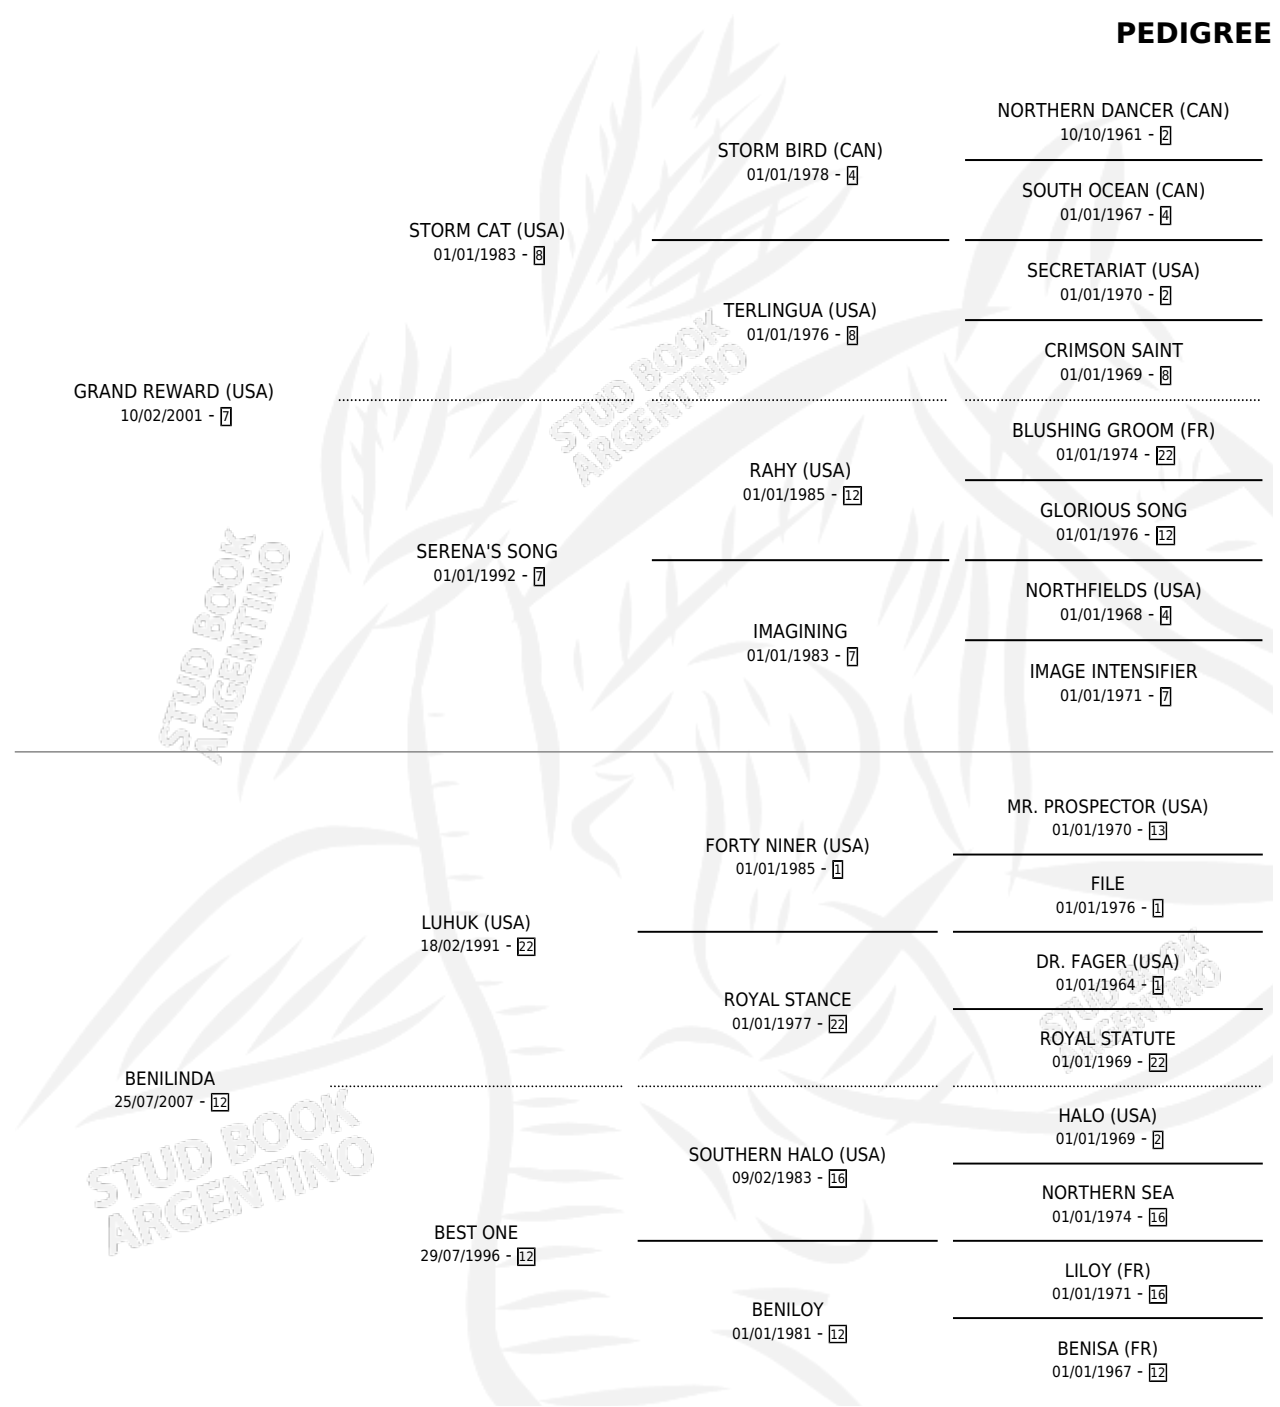 PEDIGREE
NORTHERN DANCER (CAN)
10/10/1961 - 2
STORM BIRD (CAN)
01/01/1978 - 4
SOUTH OCEAN (CAN)
01/01/1967 - 4
STORM CAT (USA)
01/01/1983 - 8
SECRETARIAT (USA)
01/01/1970 - 2
TERLINGUA (USA)
01/01/1976 - 8
CRIMSON SAINT
01/01/1969 - 8
GRAND REWARD (USA)
10/02/2001 - 7
STUD BOOK
ARGENTINO
BLUSHING GROOM (FR)
01/01/1974 - 22
RAHY (USA)
01/01/1985 - 12
GLORIOUS SONG
01/01/1976 - 12
SERENA'S SONG
01/01/1992 - 7
NORTHFIELDS (USA)
01/01/1968 - 4
IMAGINING
01/01/1983 - 7
IMAGE INTENSIFIER
01/01/1971 - 7
STUD BOOK
ARGENTINO
MR. PROSPECTOR (USA)
01/01/1970 - 13
FORTY NINER (USA)
01/01/1985 - 1
FILE
01/01/1976 - 1
LUHUK (USA)
18/02/1991 - 22
DR. FAGER (USA)
01/01/1964 - 1
ROYAL STANCE
01/01/1977 - 22
STUD BOOK
ARGENTINO
ROYAL STATUTE
01/01/1969 - 22
BENILINDA
25/07/2007 - 12
STUD BOOK
ARGENTINO
HALO (USA)
01/01/1969 - 2
SOUTHERN HALO (USA)
09/02/1983 - 16
NORTHERN SEA
01/01/1974 - 16
BEST ONE
29/07/1996 - 12
LILOY (FR)
01/01/1971 - 16
BENILOY
01/01/1981 - 12
BENISA (FR)
01/01/1967 - 12